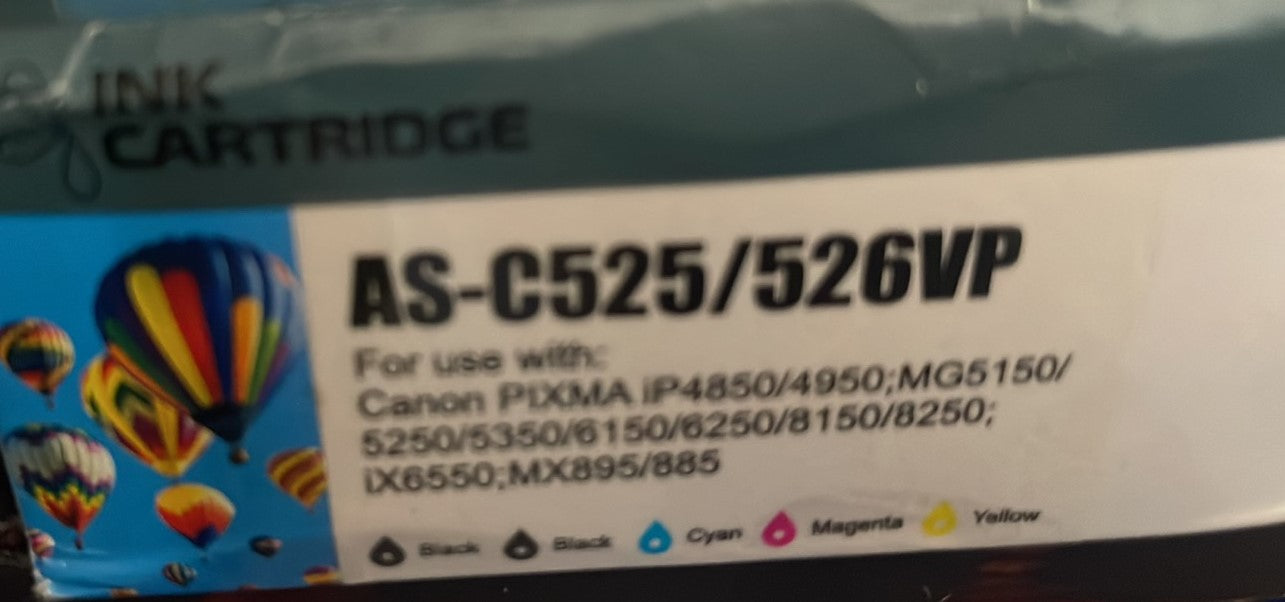 INK
CARTRIDGE
AS-C525/526VP
For use with:
Canon PIXMA iP4850/4950;MG5150/
5250/5350/6150/6250/8150/8250;
iX6550;MX895/885
Black Black Cyan Magenta Yellow